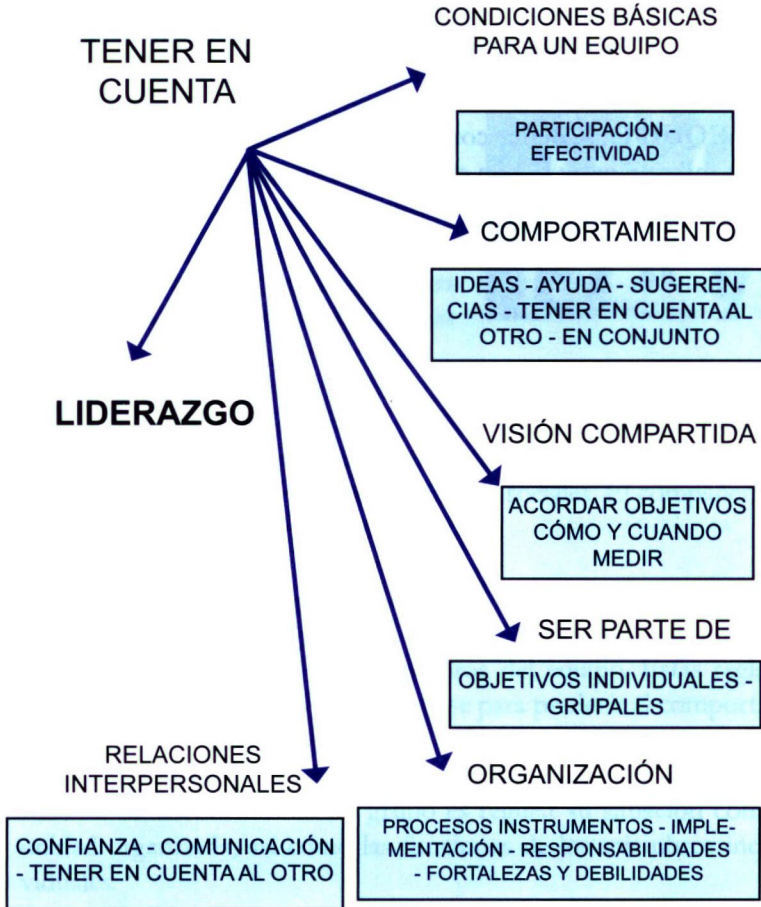 TENER EN
CUENTA
CONDICIONES BÁSICAS
PARA UN EQUIPO
PARTICIPACIÓN -
EFECTIVIDAD
COMPORTAMIENTO
IDEAS - AYUDA - SUGEREN-
CIAS - TENER EN CUENTA AL
OTRO - EN CONJUNTO
LIDERAZGO
VISIÓN COMPARTIDA
ACORDAR OBJETIVOS
CÓMO Y CUANDO
MEDIR
SER PARTE DE
OBJETIVOS INDIVIDUALES -
GRUPALES
RELACIONES
INTERPERSONALES
CONFIANZA - COMUNICACIÓN
- TENER EN CUENTA AL OTRO
ORGANIZACIÓN
PROCESOS INSTRUMENTOS - IMPLE-
MENTACIÓN - RESPONSABILIDADES
- FORTALEZAS Y DEBILIDADES